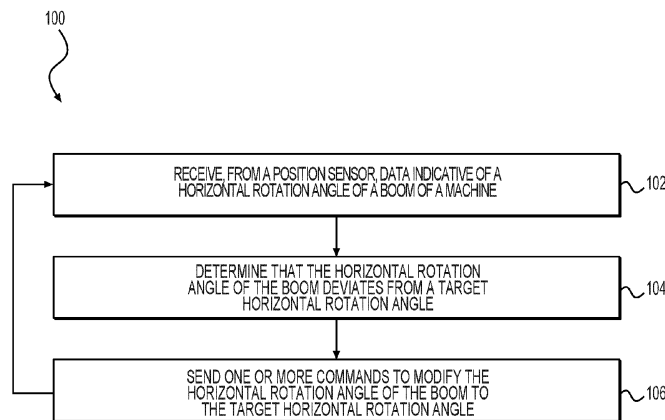 100
RECEIVE, FROM A POSITION SENSOR, DATA INDICATIVE OF A
HORIZONTAL ROTATION ANGLE OF A BOOM OF A MACHINE
102
DETERMINE THAT THE HORIZONTAL ROTATION
ANGLE OF THE BOOM DEVIATES FROM A TARGET
HORIZONTAL ROTATION ANGLE
104
SEND ONE OR MORE COMMANDS TO MODIFY THE
HORIZONTAL ROTATION ANGLE OF THE BOOM TO
THE TARGET HORIZONTAL ROTATION ANGLE
106